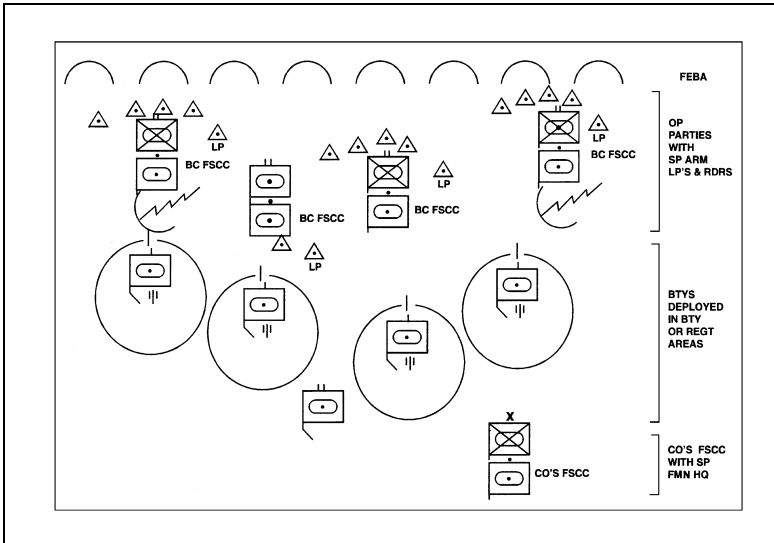 FEBA
OP
PARTIES
WITH
SP ARM
LP'S & RDRS
LP
BC FSCC
LP
BC FSCC
LP
BC FSCC
BC FSCC
LP
BTYS
DEPLOYED
IN BTY
OR REGT
AREAS
X
CO'S FSCC
CO'S FSCC
WITH SP
FMN HQ